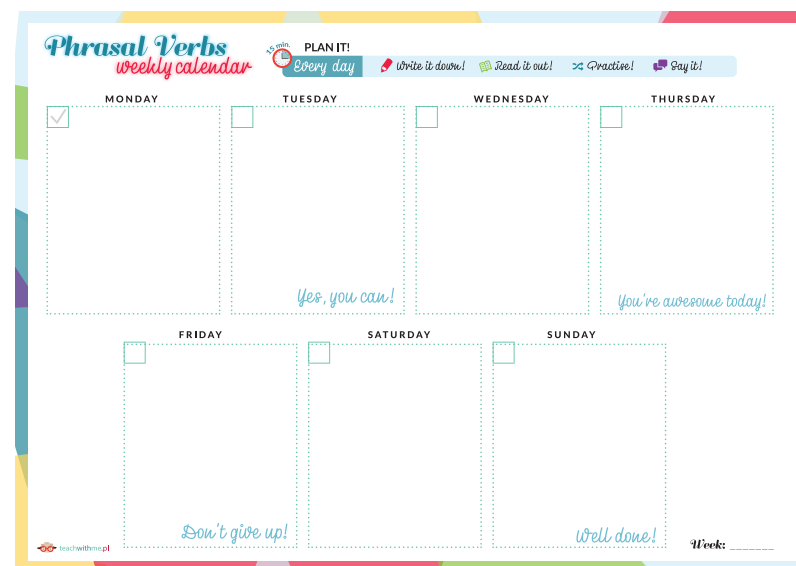 Phrasal Verbs
weekly calendar
15 min.
PLAN IT!
Every day
Write it down!
Read it out!
Practise!
Say it!
MONDAY
TUESDAY
WEDNESDAY
THURSDAY
Yes, you can!
You're awesome today!
FRIDAY
SATURDAY
SUNDAY
Don't give up!
Well done!
teachwithme.pl
Week: _______